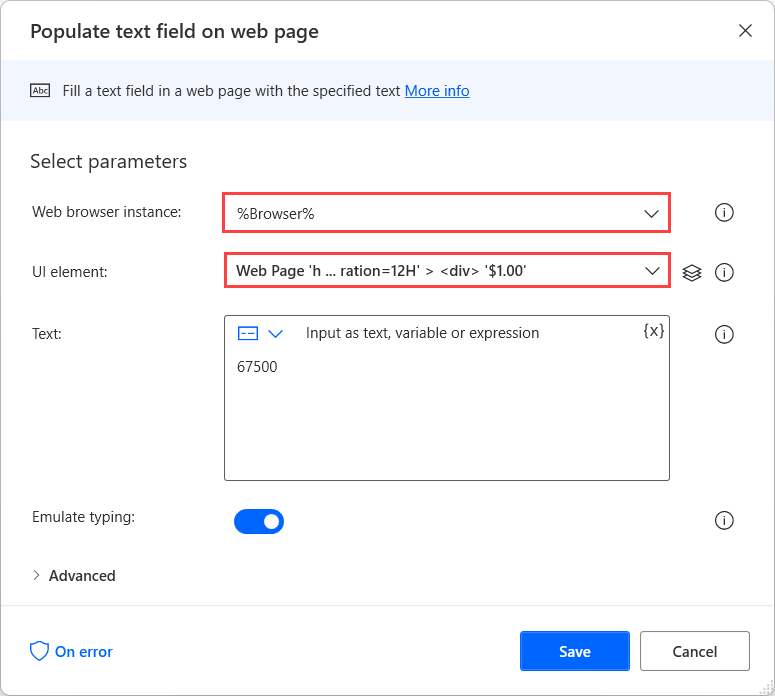 Populate text field on web page
Abc Fill a text field in a web page with the specified text More info
Select parameters
Web browser instance: %Browser%
UI element: Web Page 'h ... ration=12H' > <div> '$1.00'
Text: Input as text, variable or expression {x}
67500
Emulate typing:
Advanced
On error Save Cancel